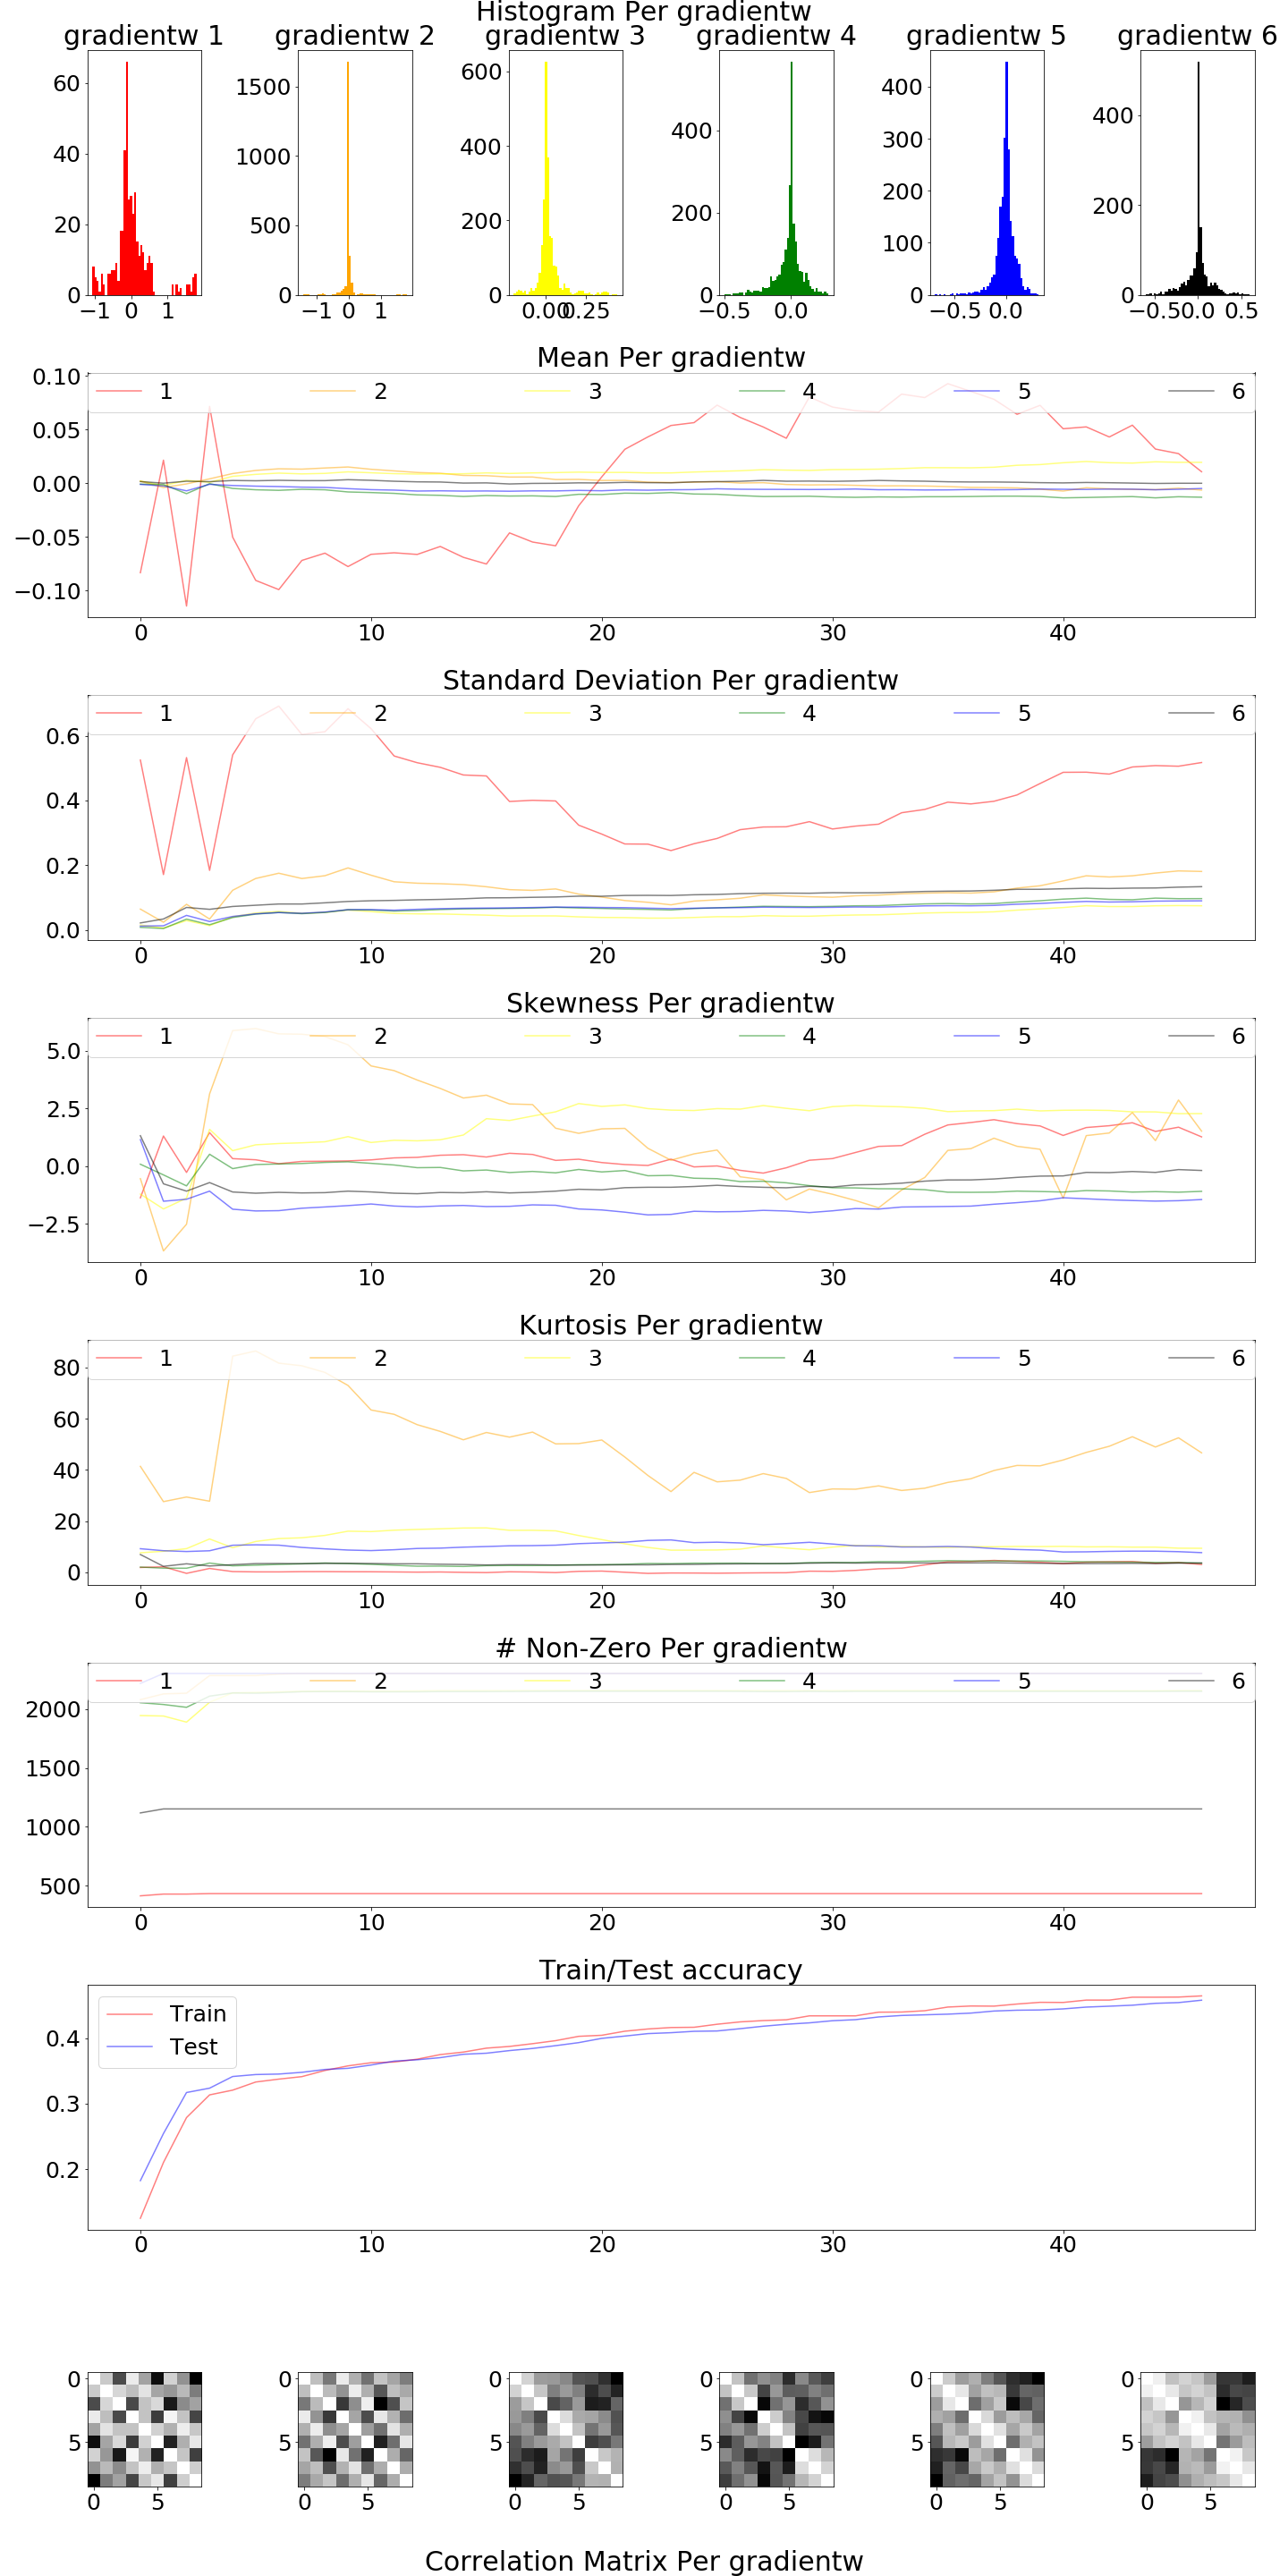 Histogram Per gradientw
gradientw 1 gradientw 2 gradientw 3 gradientw 4 gradientw 5 gradientw 6
60 40 20 0
−1 0 1
1500 1000 500 0
−1 0 1
600 400 200 0
0.00 0.25
400 200 0
−0.5 0.0
400 300 200 100 0
−0.5 0.0
400 200 0
−0.5 0.0 0.5
Mean Per gradientw
1 2 3 4 5 6
0.10
0.05
0.00
−0.05
−0.10
0 10 20 30 40
Standard Deviation Per gradientw
1 2 3 4 5 6
0.6
0.4
0.2
0.0
0 10 20 30 40
Skewness Per gradientw
1 2 3 4 5 6
5.0
2.5
0.0
−2.5
0 10 20 30 40
Kurtosis Per gradientw
1 2 3 4 5 6
80
60
40
20
0
0 10 20 30 40
# Non-Zero Per gradientw
1 2 3 4 5 6
2000
1500
1000
500
0 10 20 30 40
Train/Test accuracy
Train
Test
0.4
0.3
0.2
0 10 20 30 40
0 0 0 0 0 0
5 5 5 5 5 5
0 5 0 5 0 5 0 5 0 5 0 5
Correlation Matrix Per gradientw